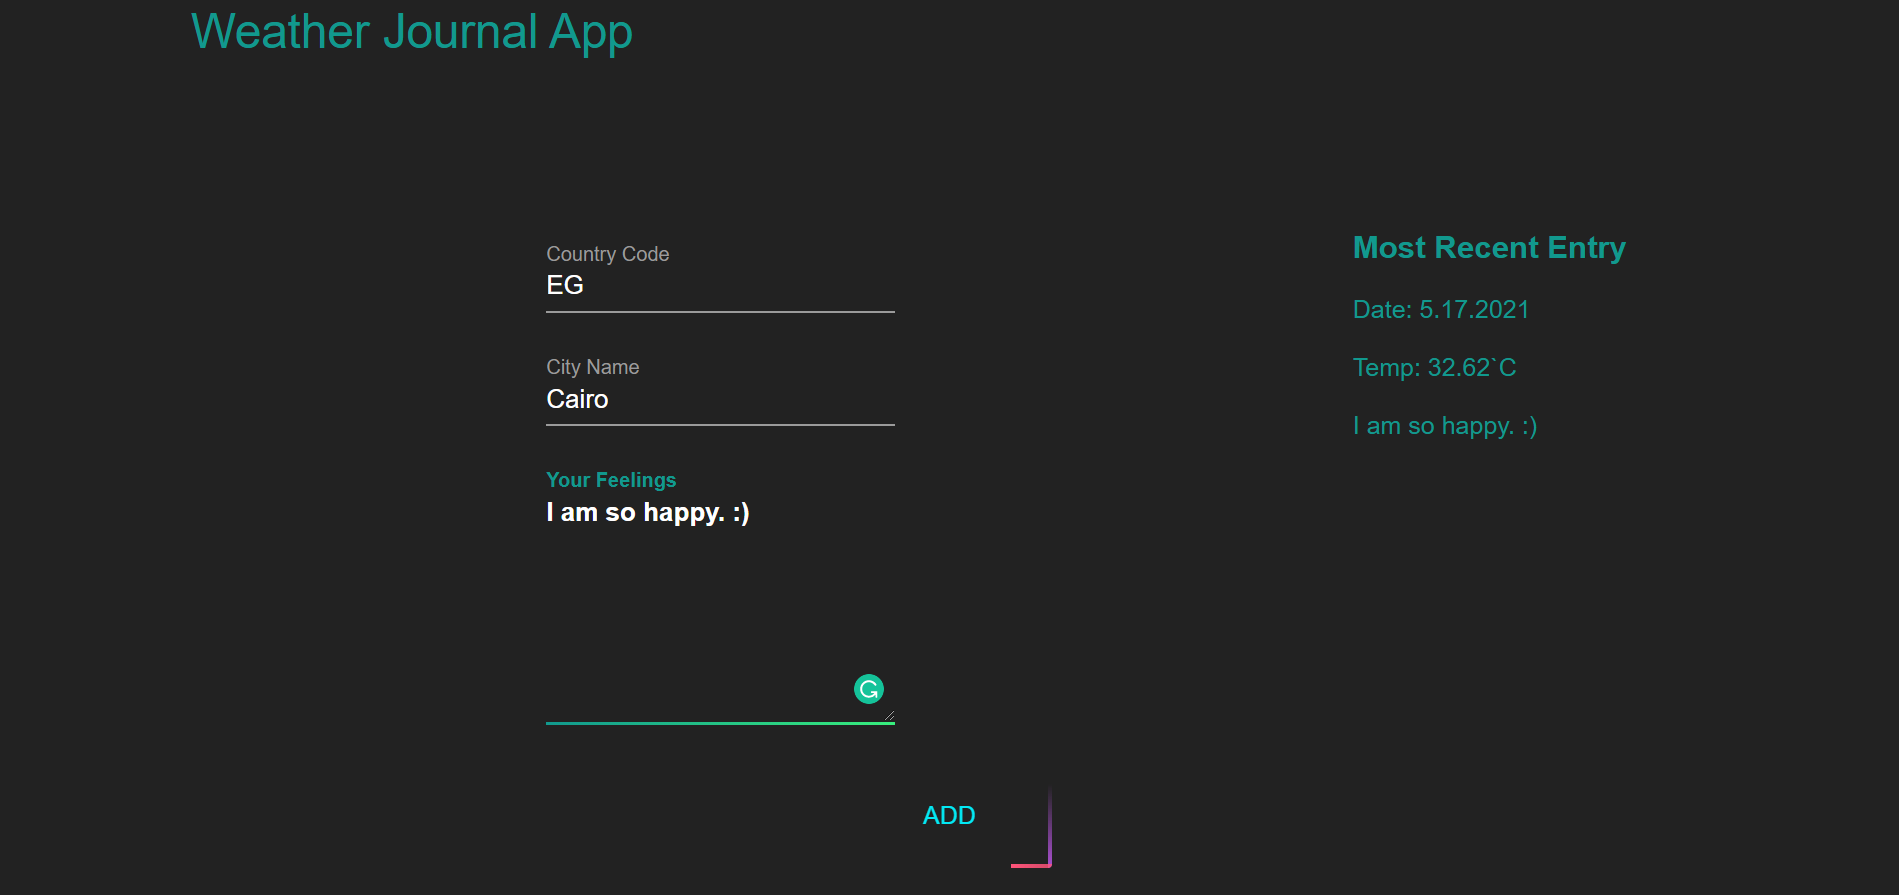 Weather Journal App
Country Code
EG
City Name
Cairo
Your Feelings
I am so happy. :)
ADD
Most Recent Entry
Date: 5.17.2021
Temp: 32.62`C
I am so happy. :)